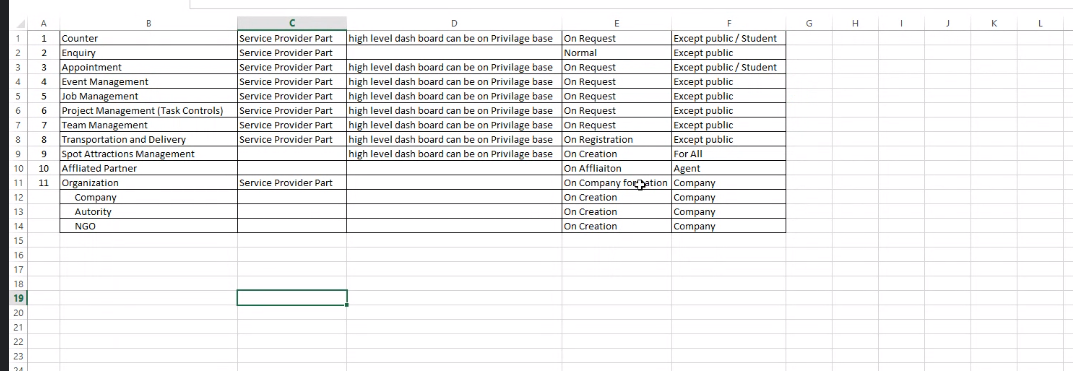 A B C D E F G H I J K L
1 1 Counter Service Provider Part high level dash board can be on Privilage base On Request Except public / Student
2 2 Enquiry Service Provider Part Normal Except public
3 3 Appointment Service Provider Part high level dash board can be on Privilage base On Request Except public / Student
4 4 Event Management Service Provider Part high level dash board can be on Privilage base On Request Except public
5 5 Job Management Service Provider Part high level dash board can be on Privilage base On Request Except public
6 6 Project Management (Task Controls) Service Provider Part high level dash board can be on Privilage base On Request Except public
7 7 Team Management Service Provider Part high level dash board can be on Privilage base On Request Except public
8 8 Transportation and Delivery Service Provider Part high level dash board can be on Privilage base On Registration Except public
9 9 Spot Attractions Management high level dash board can be on Privilage base On Creation For All
10 10 Affliated Partner On Affliaiton Agent
11 11 Organization Service Provider Part On Company formation Company
12 Company On Creation Company
13 Autority On Creation Company
14 NGO On Creation Company
15
16
17
18
19
20
21
22
23
24